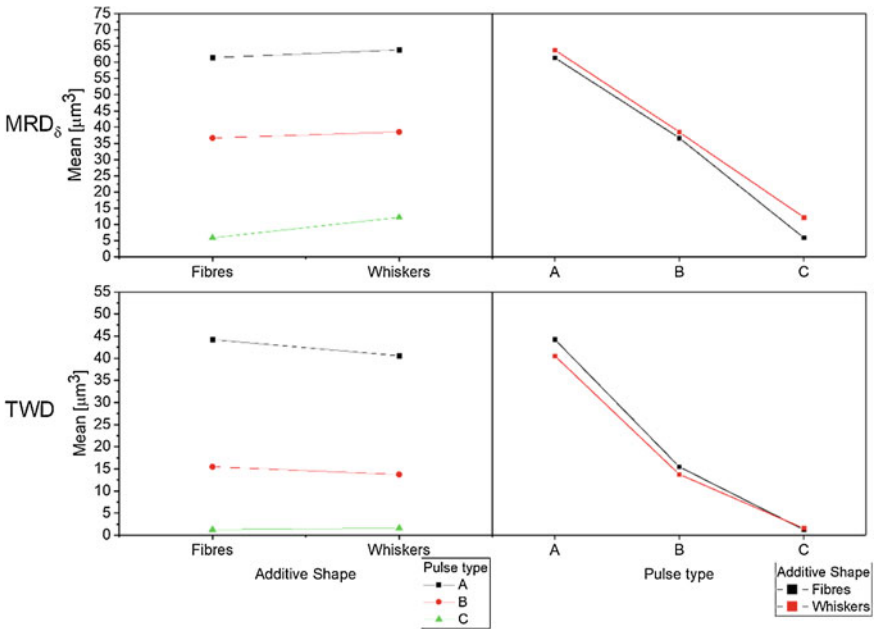 75
70
65
60
55
50
45
40
35
30
25
20
15
10
5
0
MRDδ
Mean [μm³]
Fibres Whiskers A B C
55
50
45
40
35
30
25
20
15
10
5
0
TWD
Mean [μm³]
Fibres Whiskers A B C
Additive Shape
Pulse type
A
B
C
Pulse type
Additive Shape
Fibres
Whiskers